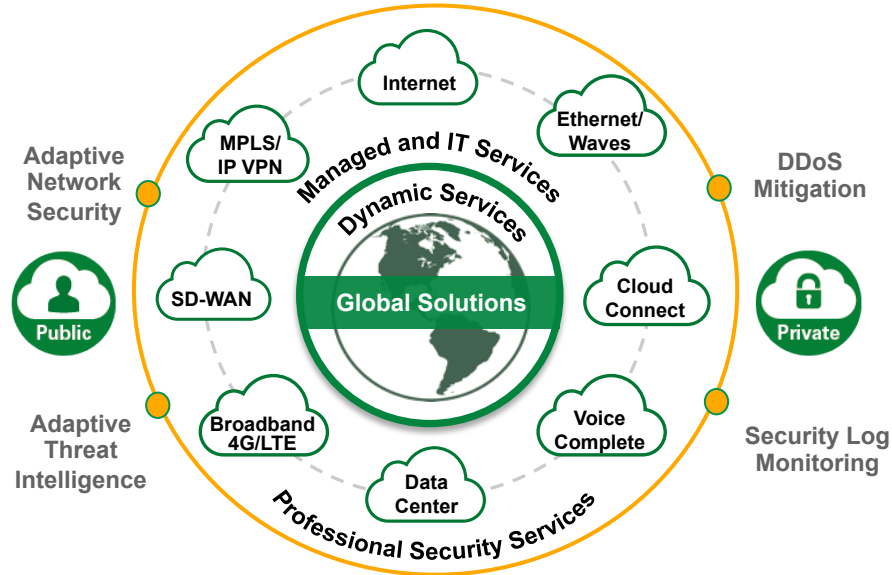 Internet
Ethernet/
Waves
MPLS/
IP VPN
Managed and IT Services
Adaptive
Network
Security
DDoS
Mitigation
Dynamic Services
SD-WAN
Global Solutions
Cloud
Connect
Public
Private
Adaptive
Threat
Intelligence
Broadband
4G/LTE
Voice
Complete
Security Log
Monitoring
Data
Center
Professional Security Services